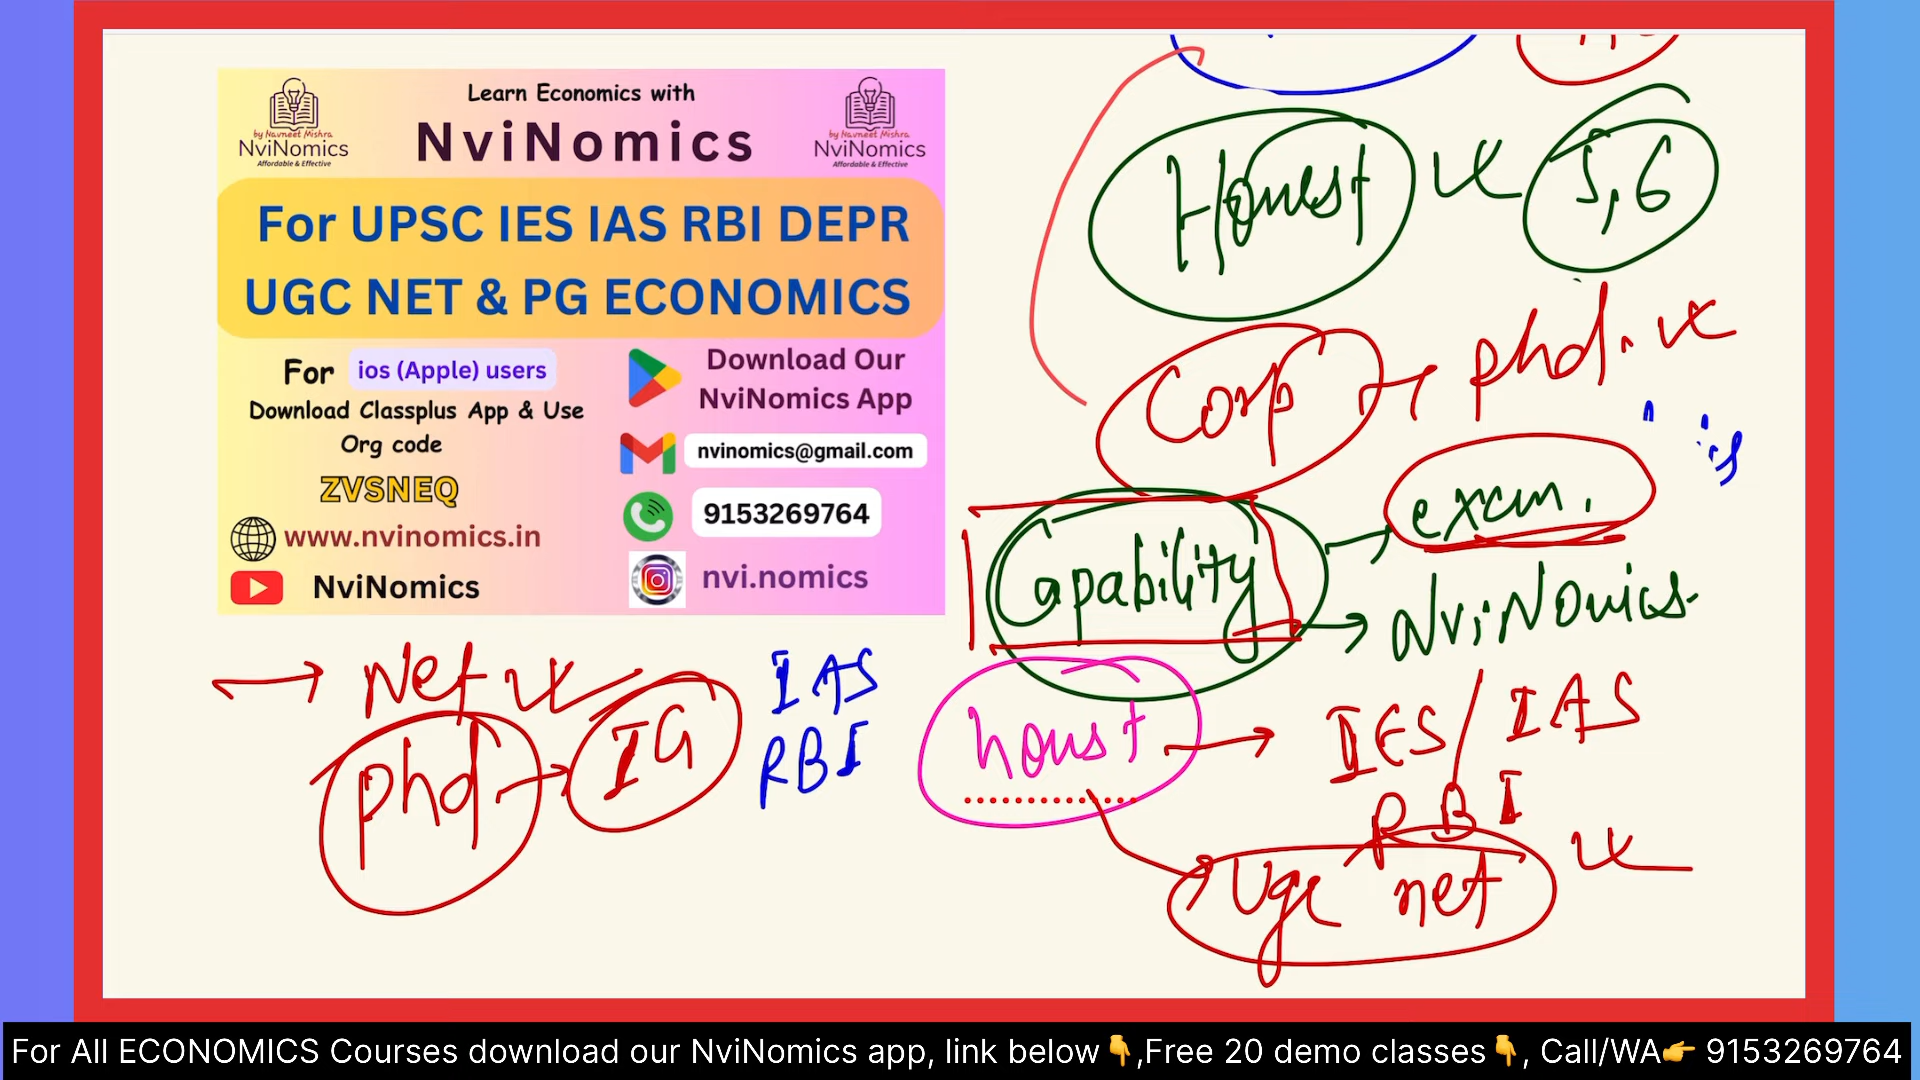 Learn Economics with
NviNomics
by Navneet Mishra
NviNomics
Affordable & Effective
by Navneet Mishra
NviNomics
Affordable & Effective
For UPSC IES IAS RBI DEPR
UGC NET & PG ECONOMICS
For ios (Apple) users
Download Classplus App & Use
Org code
ZVSNEQ
www.nvinomics.in
NviNomics
Download Our
NviNomics App
nvinomics@gmail.com
9153269764
nvi.nomics
Honest
5,6
Corp
phd.
Capability
exam.
NviNomics
Net
IAS
RBI
phd
IES / IAS
RBI
Ugc net
For All ECONOMICS Courses download our NviNomics app, link below👇,Free 20 demo classes👇, Call/WA👉 9153269764